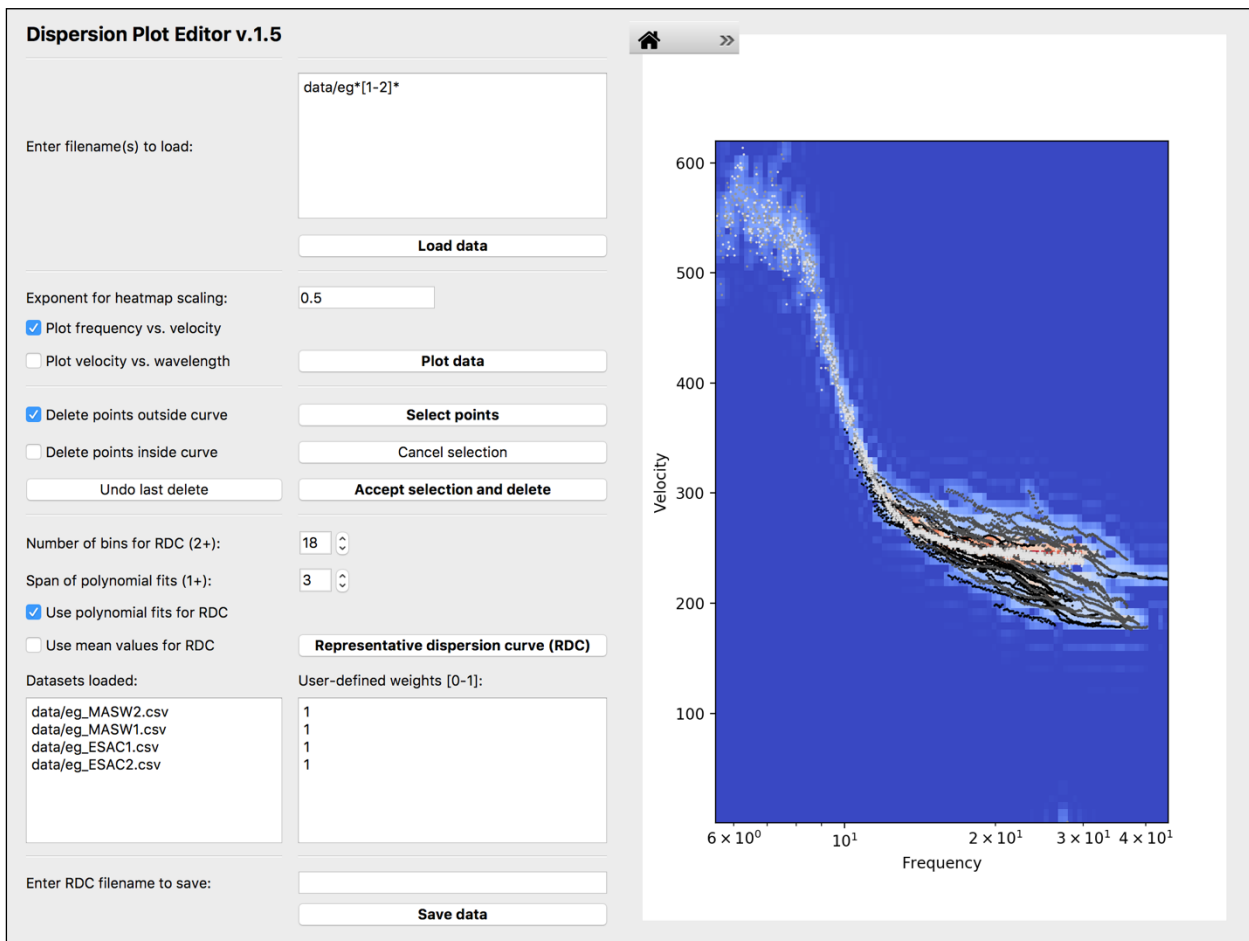 Dispersion Plot Editor v.1.5
Enter filename(s) to load:
data/eg*[1-2]*
Load data
Exponent for heatmap scaling:
0.5
Plot frequency vs. velocity
Plot velocity vs. wavelength
Plot data
Delete points outside curve
Select points
Delete points inside curve
Cancel selection
Undo last delete
Accept selection and delete
Number of bins for RDC (2+):
18
Span of polynomial fits (1+):
3
Use polynomial fits for RDC
Use mean values for RDC
Representative dispersion curve (RDC)
Datasets loaded:
data/eg_MASW2.csv
data/eg_MASW1.csv
data/eg_ESAC1.csv
data/eg_ESAC2.csv
User-defined weights [0-1]:
1
1
1
1
Enter RDC filename to save:
Save data
»
600
500
400
300
200
100
Velocity
6 × 10⁰
10¹
2 × 10¹
3 × 10¹
4 × 10¹
Frequency